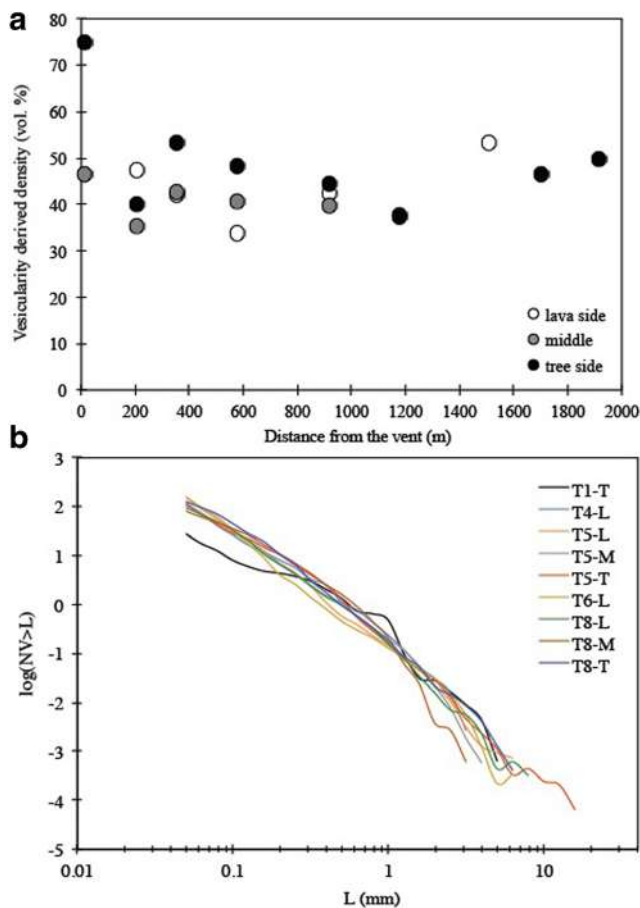 a
Vesicularity derived density (vol. %)
80
70
60
50
40
30
20
10
0
lava side
middle
tree side
0 200 400 600 800 1000 1200 1400 1600 1800 2000
Distance from the vent (m)
b
log(NV>L)
3
2
1
0
-1
-2
-3
-4
-5
T1-T
T4-L
T5-L
T5-M
T5-T
T6-L
T8-L
T8-M
T8-T
0.01 0.1 1 10
L (mm)